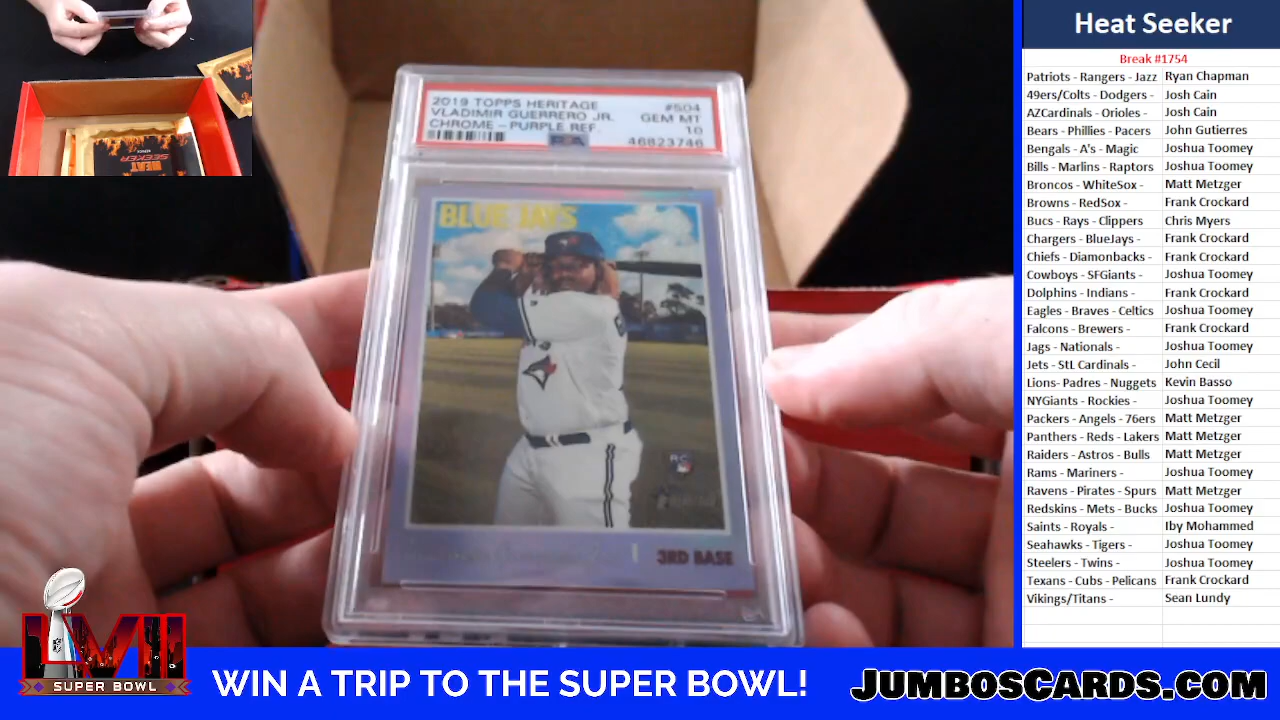 Heat Seeker
Break #1754
Patriots - Rangers - Jazz Ryan Chapman
49ers/Colts - Dodgers - Josh Cain
AZCardinals - Orioles - Josh Cain
Bears - Phillies - Pacers John Gutierres
Bengals - A's - Magic Joshua Toomey
Bills - Marlins - Raptors Joshua Toomey
Broncos - WhiteSox - Matt Metzger
Browns - RedSox - Frank Crockard
Bucs - Rays - Clippers Chris Myers
Chargers - BlueJays - Frank Crockard
Chiefs - Diamonbacks - Frank Crockard
Cowboys - SFGiants - Joshua Toomey
Dolphins - Indians - Frank Crockard
Eagles - Braves - Celtics Joshua Toomey
Falcons - Brewers - Frank Crockard
Jags - Nationals - Joshua Toomey
Jets - StL Cardinals - John Cecil
Lions- Padres - Nuggets Kevin Basso
NYGiants - Rockies - Joshua Toomey
Packers - Angels - 76ers Matt Metzger
Panthers - Reds - Lakers Matt Metzger
Raiders - Astros - Bulls Matt Metzger
Rams - Mariners - Joshua Toomey
Ravens - Pirates - Spurs Matt Metzger
Redskins - Mets - Bucks Joshua Toomey
Saints - Royals - Iby Mohammed
Seahawks - Tigers - Joshua Toomey
Steelers - Twins - Joshua Toomey
Texans - Cubs - Pelicans Frank Crockard
Vikings/Titans - Sean Lundy
2019 TOPPS HERITAGE #504
VLADIMIR GUERRERO JR. GEM MT
CHROME - PURPLE REF. 10
PSA 46823746
BLUE JAYS
RC
3RD BASE
HEAT
SEEKER
LVII
SUPER BOWL
WIN A TRIP TO THE SUPER BOWL!
JUMBOSCARDS.COM